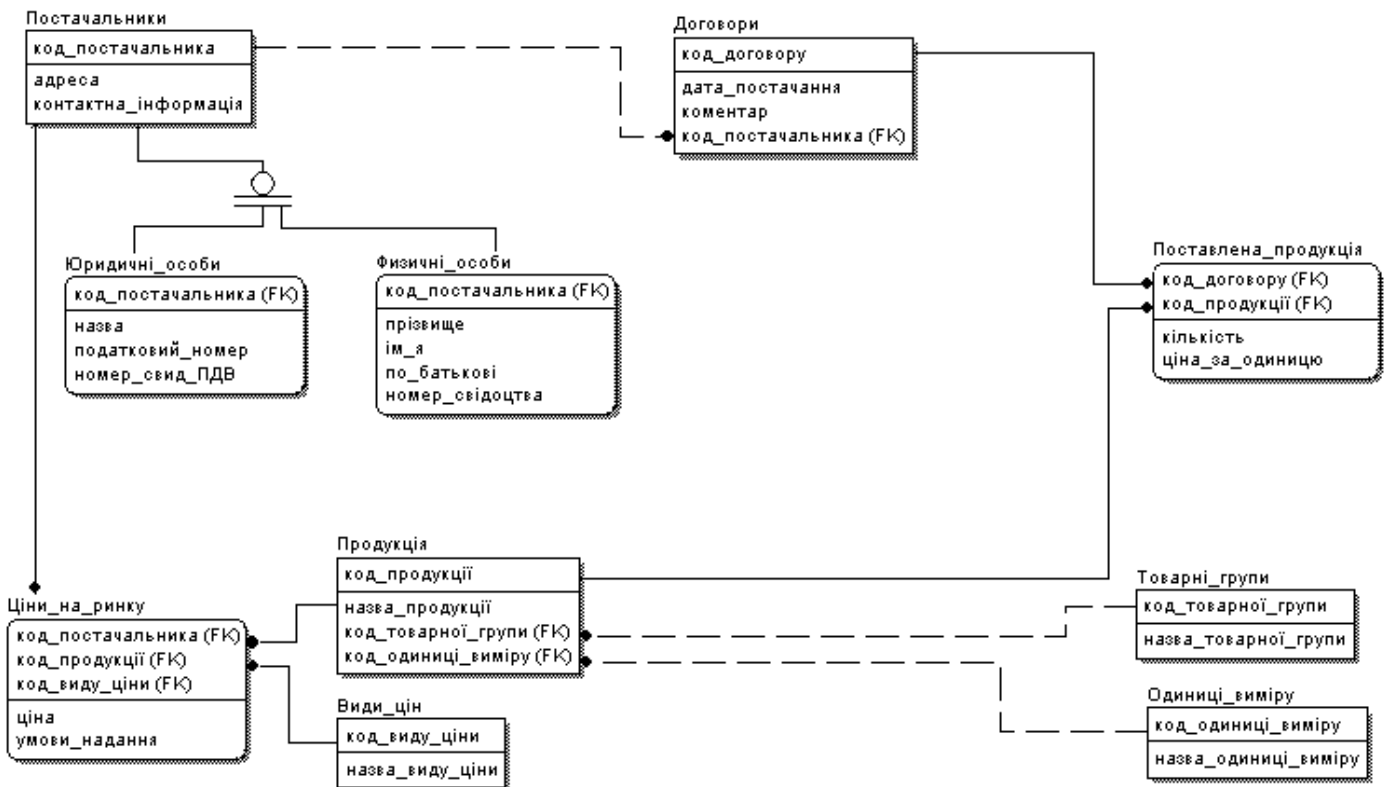 Постачальники
код_постачальника
адреса
контактна_інформація
Договори
код_договору
дата_постачання
коментар
код_постачальника (FK)
Юридичні_особи
код_постачальника (FK)
назва
податковий_номер
номер_свид_ПДВ
Физичні_особи
код_постачальника (FK)
прізвище
ім_я
по_батькові
номер_свідоцтва
Поставлена_продукція
код_договору (FK)
код_продукції (FK)
кількість
ціна_за_одиницю
Ціни_на_ринку
код_постачальника (FK)
код_продукції (FK)
код_виду_ціни (FK)
ціна
умови_надання
Продукція
код_продукції
назва_продукції
код_товарної_групи (FK)
код_одиниці_виміру (FK)
Види_цін
код_виду_ціни
назва_виду_ціни
Товарні_групи
код_товарної_групи
назва_товарної_групи
Одиниці_виміру
код_одиниці_виміру
назва_одиниці_виміру